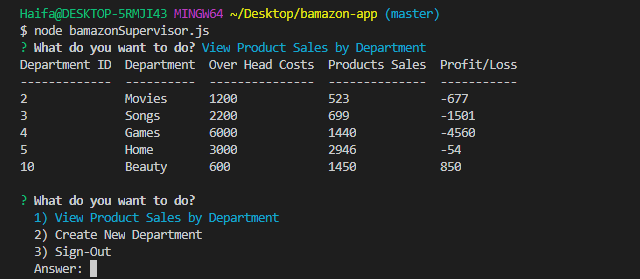 Haifa@DESKTOP-5RMJI43 MINGW64 ~/Desktop/bamazon-app (master)
$ node bamazonSupervisor.js
? What do you want to do? View Product Sales by Department
Department ID  Department  Over Head Costs  Products Sales  Profit/Loss
-------------  ----------  ---------------  --------------  -----------
2              Movies      1200             523             -677
3              Songs       2200             699             -1501
4              Games       6000             1440            -4560
5              Home        3000             2946            -54
10             Beauty      600              1450            850
? What do you want to do?
  1) View Product Sales by Department
  2) Create New Department
  3) Sign-Out
  Answer: